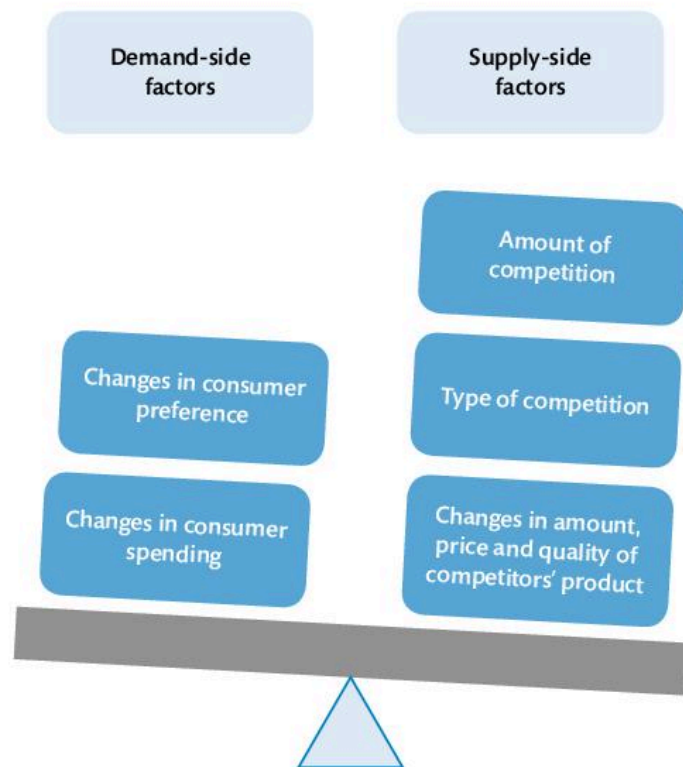 Demand-side
factors
Supply-side
factors
Amount of
competition
Changes in consumer
preference
Type of competition
Changes in consumer
spending
Changes in amount,
price and quality of
competitors’ product